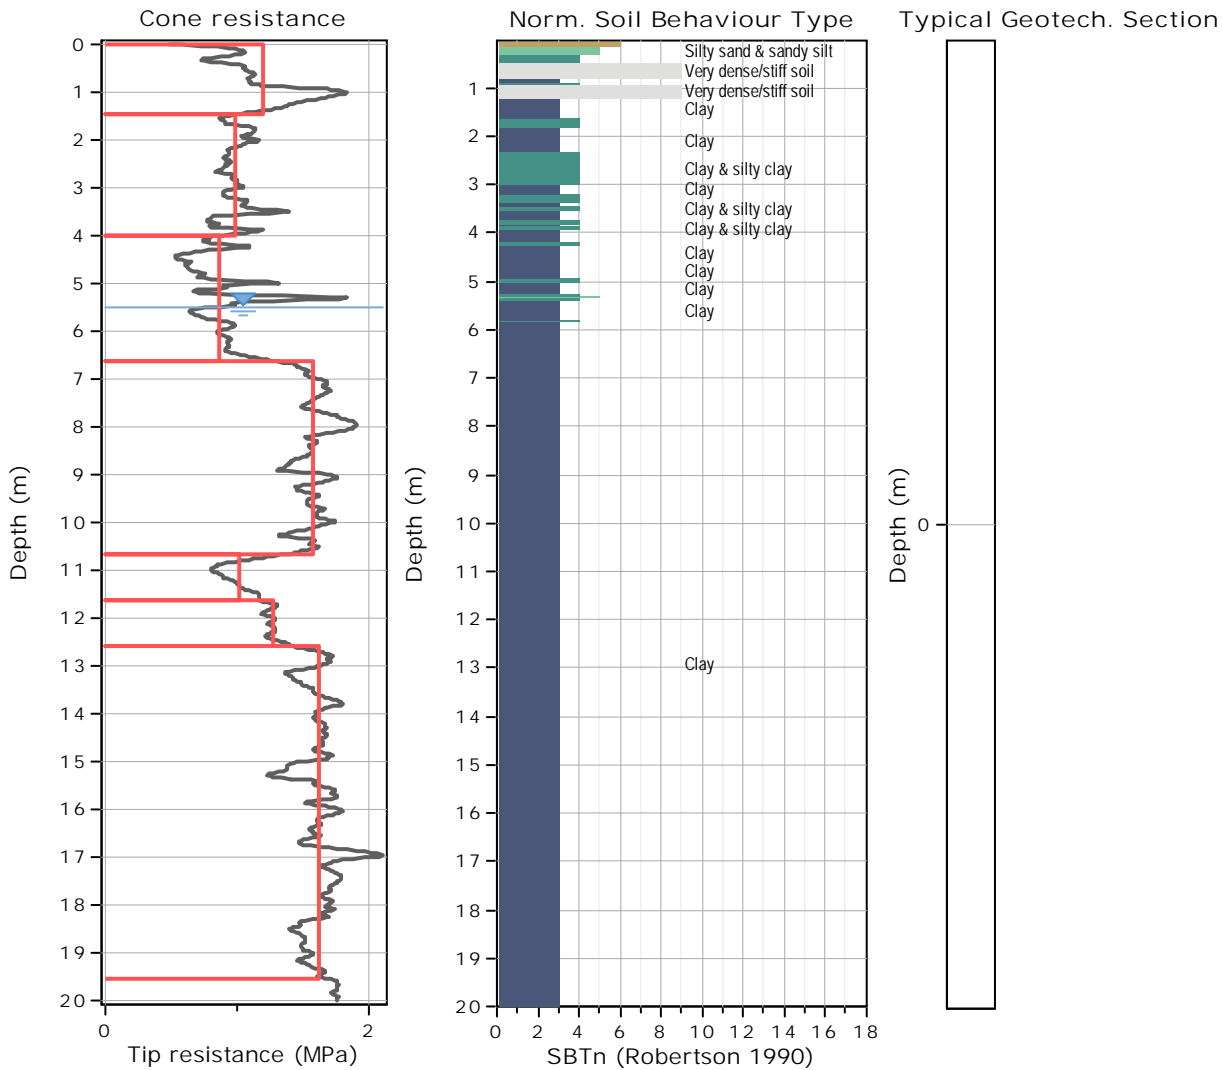 Cone resistance
Norm. Soil Behaviour Type
Typical Geotech. Section
Depth (m)
0
1
2
3
4
5
6
7
8
9
10
11
12
13
14
15
16
17
18
19
20
0
2
Tip resistance (MPa)
Depth (m)
1
2
3
4
5
6
7
8
9
10
11
12
13
14
15
16
17
18
19
20
Silty sand & sandy silt
Very dense/stiff soil
Very dense/stiff soil
Clay
Clay
Clay & silty clay
Clay
Clay & silty clay
Clay & silty clay
Clay
Clay
Clay
Clay
Clay
0 2 4 6 8 10 12 14 16 18
SBTn (Robertson 1990)
Depth (m)
0